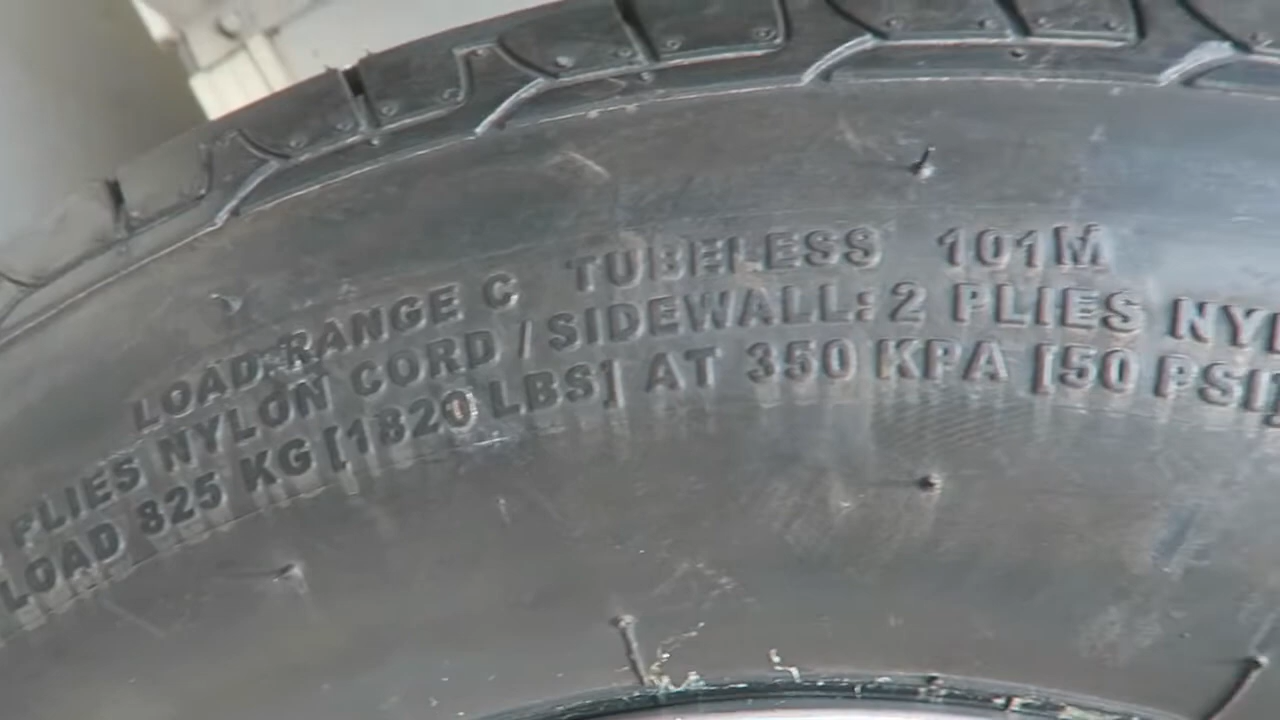 LOAD RANGE C TUBELESS 101M
PLIES NYLON CORD / SIDEWALL: 2 PLIES NYL
LOAD 825 KG [1820 LBS] AT 350 KPA [50 PSI]